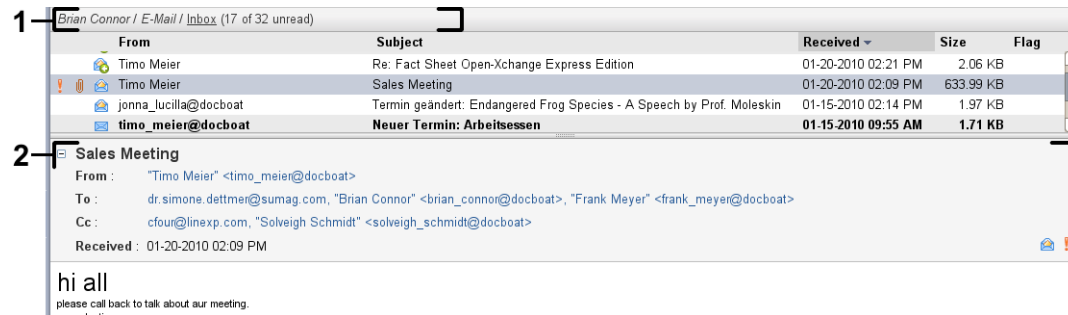 1 Brian Connor / E-Mail / Inbox (17 of 32 unread)
From Subject Received Size Flag
Timo Meier Re: Fact Sheet Open-Xchange Express Edition 01-20-2010 02:21 PM 2.06 KB
Timo Meier Sales Meeting 01-20-2010 02:09 PM 633.99 KB
jonna_lucilla@docboat Termin geändert: Endangered Frog Species - A Speech by Prof. Moleskin 01-15-2010 02:14 PM 1.97 KB
timo_meier@docboat Neuer Termin: Arbeitsessen 01-15-2010 09:55 AM 1.71 KB
2 Sales Meeting
From : "Timo Meier" <timo_meier@docboat>
To : dr.simone.dettmer@sumag.com, "Brian Connor" <brian_connor@docboat>, "Frank Meyer" <frank_meyer@docboat>
Cc : cfour@linexp.com, "Solveigh Schmidt" <solveigh_schmidt@docboat>
Received : 01-20-2010 02:09 PM
hi all
please call back to talk about aur meeting.